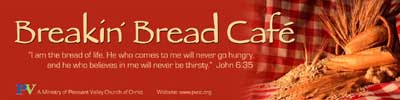 Breakin' Bread Café
"I am the bread of life. He who comes to me will never go hungry,
and he who believes in me will never be thirsty." John 6:35
PV A Ministry of Pleasant Valley Church of Christ Website: www.pvcc.org